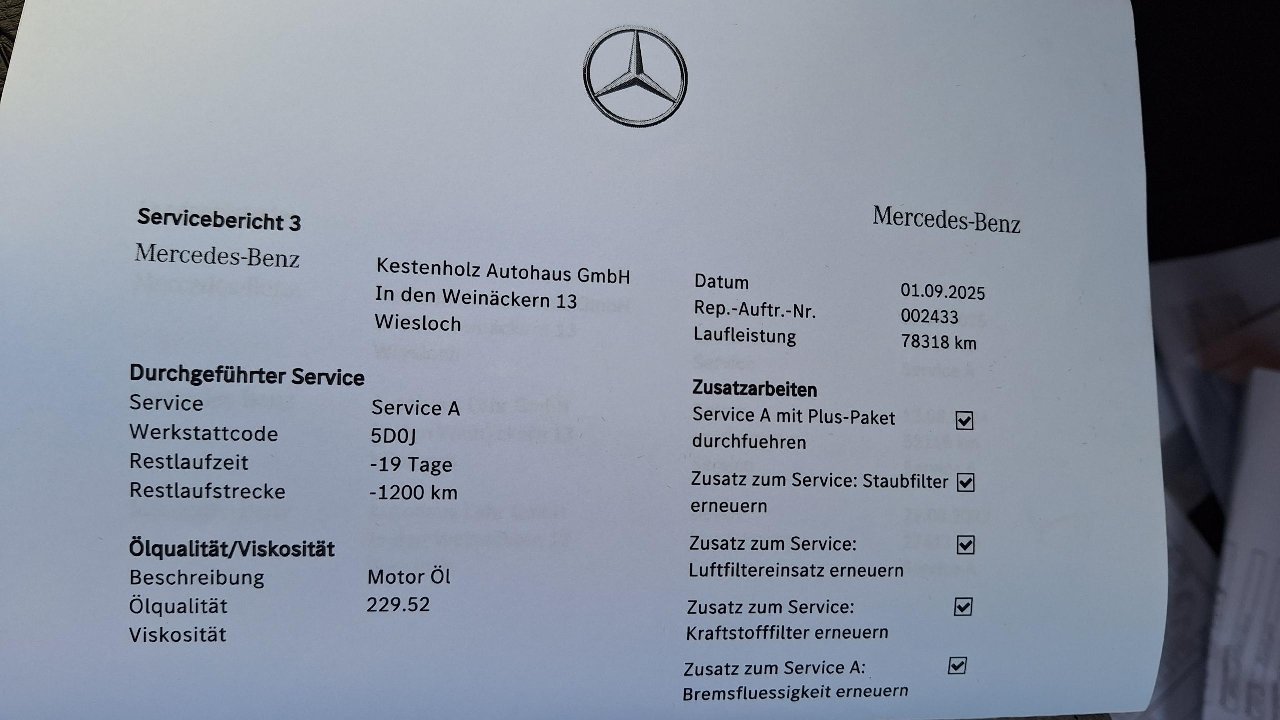 Servicebericht 3
Mercedes-Benz
Mercedes-Benz
Kestenholz Autohaus GmbH
In den Weinäckern 13
Wiesloch
Datum 01.09.2025
Rep.-Auftr.-Nr. 002433
Laufleistung 78318 km
Durchgeführter Service
Service Service A
Werkstattcode 5D0J
Restlaufzeit -19 Tage
Restlaufstrecke -1200 km
Ölqualität/Viskosität
Beschreibung Motor Öl
Ölqualität 229.52
Viskosität
Zusatzarbeiten
Service A mit Plus-Paket
durchfuehren
Zusatz zum Service: Staubfilter
erneuern
Zusatz zum Service:
Luftfiltereinsatz erneuern
Zusatz zum Service:
Kraftstofffilter erneuern
Zusatz zum Service A:
Bremsfluessigkeit erneuern